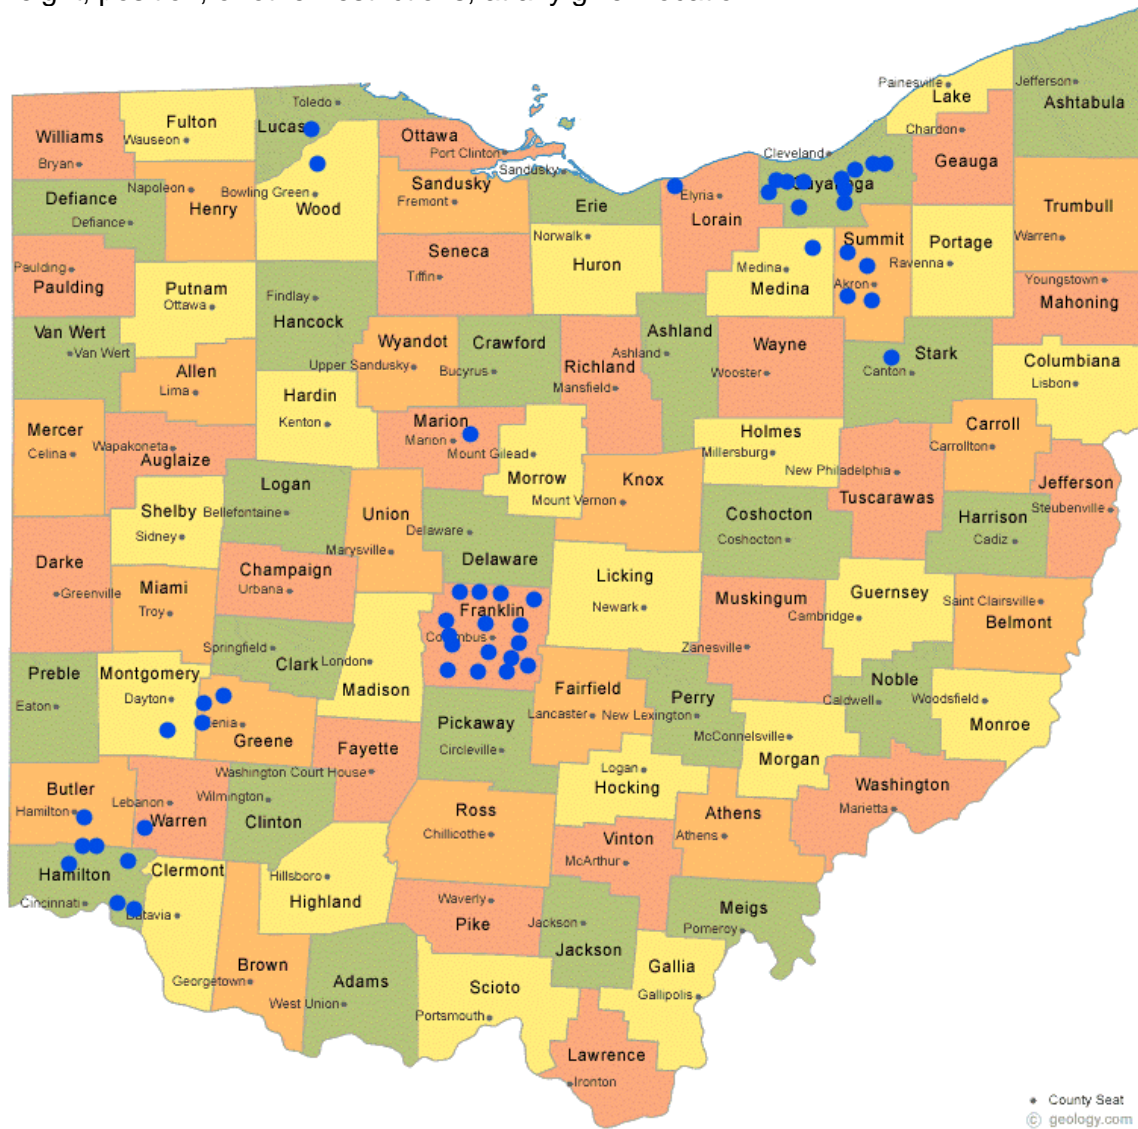 Painesville
Lake
Jefferson
Ashtabula
Toledo
Chardon
Williams
Fulton
Wauseon
Lucas
Ottawa
Port Clinton
Cleveland
Geauga
Bryan
Sandusky
Defiance
Napoleon
Henry
Bowling Green
Wood
Sandusky
Fremont
Erie
Elyria
Lorain
Trumbull
Defiance
Norwalk
Summit
Portage
Warren
Paulding
Paulding
Seneca
Tiffin
Huron
Medina
Medina
Ravenna
Akron
Youngstown
Mahoning
Putnam
Ottawa
Findlay
Hancock
Van Wert
Van Wert
Wyandot
Upper Sandusky
Crawford
Bucyrus
Richland
Mansfield
Ashland
Ashland
Wayne
Wooster
Stark
Canton
Columbiana
Lisbon
Allen
Lima
Hardin
Kenton
Marion
Marion
Mount Gilead
Morrow
Holmes
Millersburg
Carroll
Carrollton
Mercer
Celina
Wapakoneta
Auglaize
New Philadelphia
Tuscarawas
Jefferson
Steubenville
Logan
Bellefontaine
Knox
Mount Vernon
Shelby
Sidney
Union
Marysville
Delaware
Delaware
Coshocton
Coshocton
Harrison
Cadiz
Darke
Greenville
Miami
Troy
Champaign
Urbana
Licking
Newark
Muskingum
Zanesville
Guernsey
Cambridge
Saint Clairsville
Belmont
Franklin
Springfield
Clark
London
Madison
Preble
Eaton
Montgomery
Dayton
Greene
Fairfield
Lancaster
Perry
New Lexington
Noble
Caldwell
Woodsfield
Monroe
Pickaway
Circleville
Fayette
Washington Court House
McConnelsville
Morgan
Logan
Hocking
Washington
Marietta
Butler
Hamilton
Lebanon
Warren
Wilmington
Clinton
Ross
Chillicothe
Athens
Athens
Vinton
McArthur
Hamilton
Cincinnati
Clermont
Hillsboro
Highland
Waverly
Pike
Jackson
Jackson
Meigs
Pomeroy
Brown
Georgetown
Adams
West Union
Scioto
Portsmouth
Gallia
Gallipolis
Lawrence
Ironton
County Seat
© geology.com